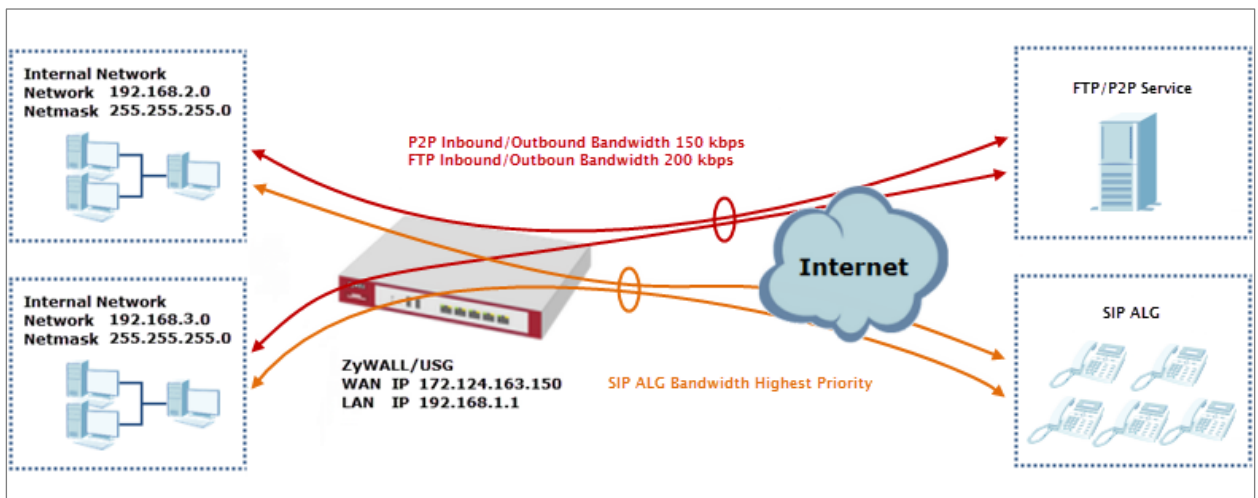 Internal Network
Network 192.168.2.0
Netmask 255.255.255.0
P2P Inbound/Outbound Bandwidth 150 kbps
FTP Inbound/Outboun Bandwidth 200 kbps
FTP/P2P Service
Internet
Internal Network
Network 192.168.3.0
Netmask 255.255.255.0
ZyWALL/USG
WAN IP 172.124.163.150
LAN IP 192.168.1.1
SIP ALG Bandwidth Highest Priority
SIP ALG